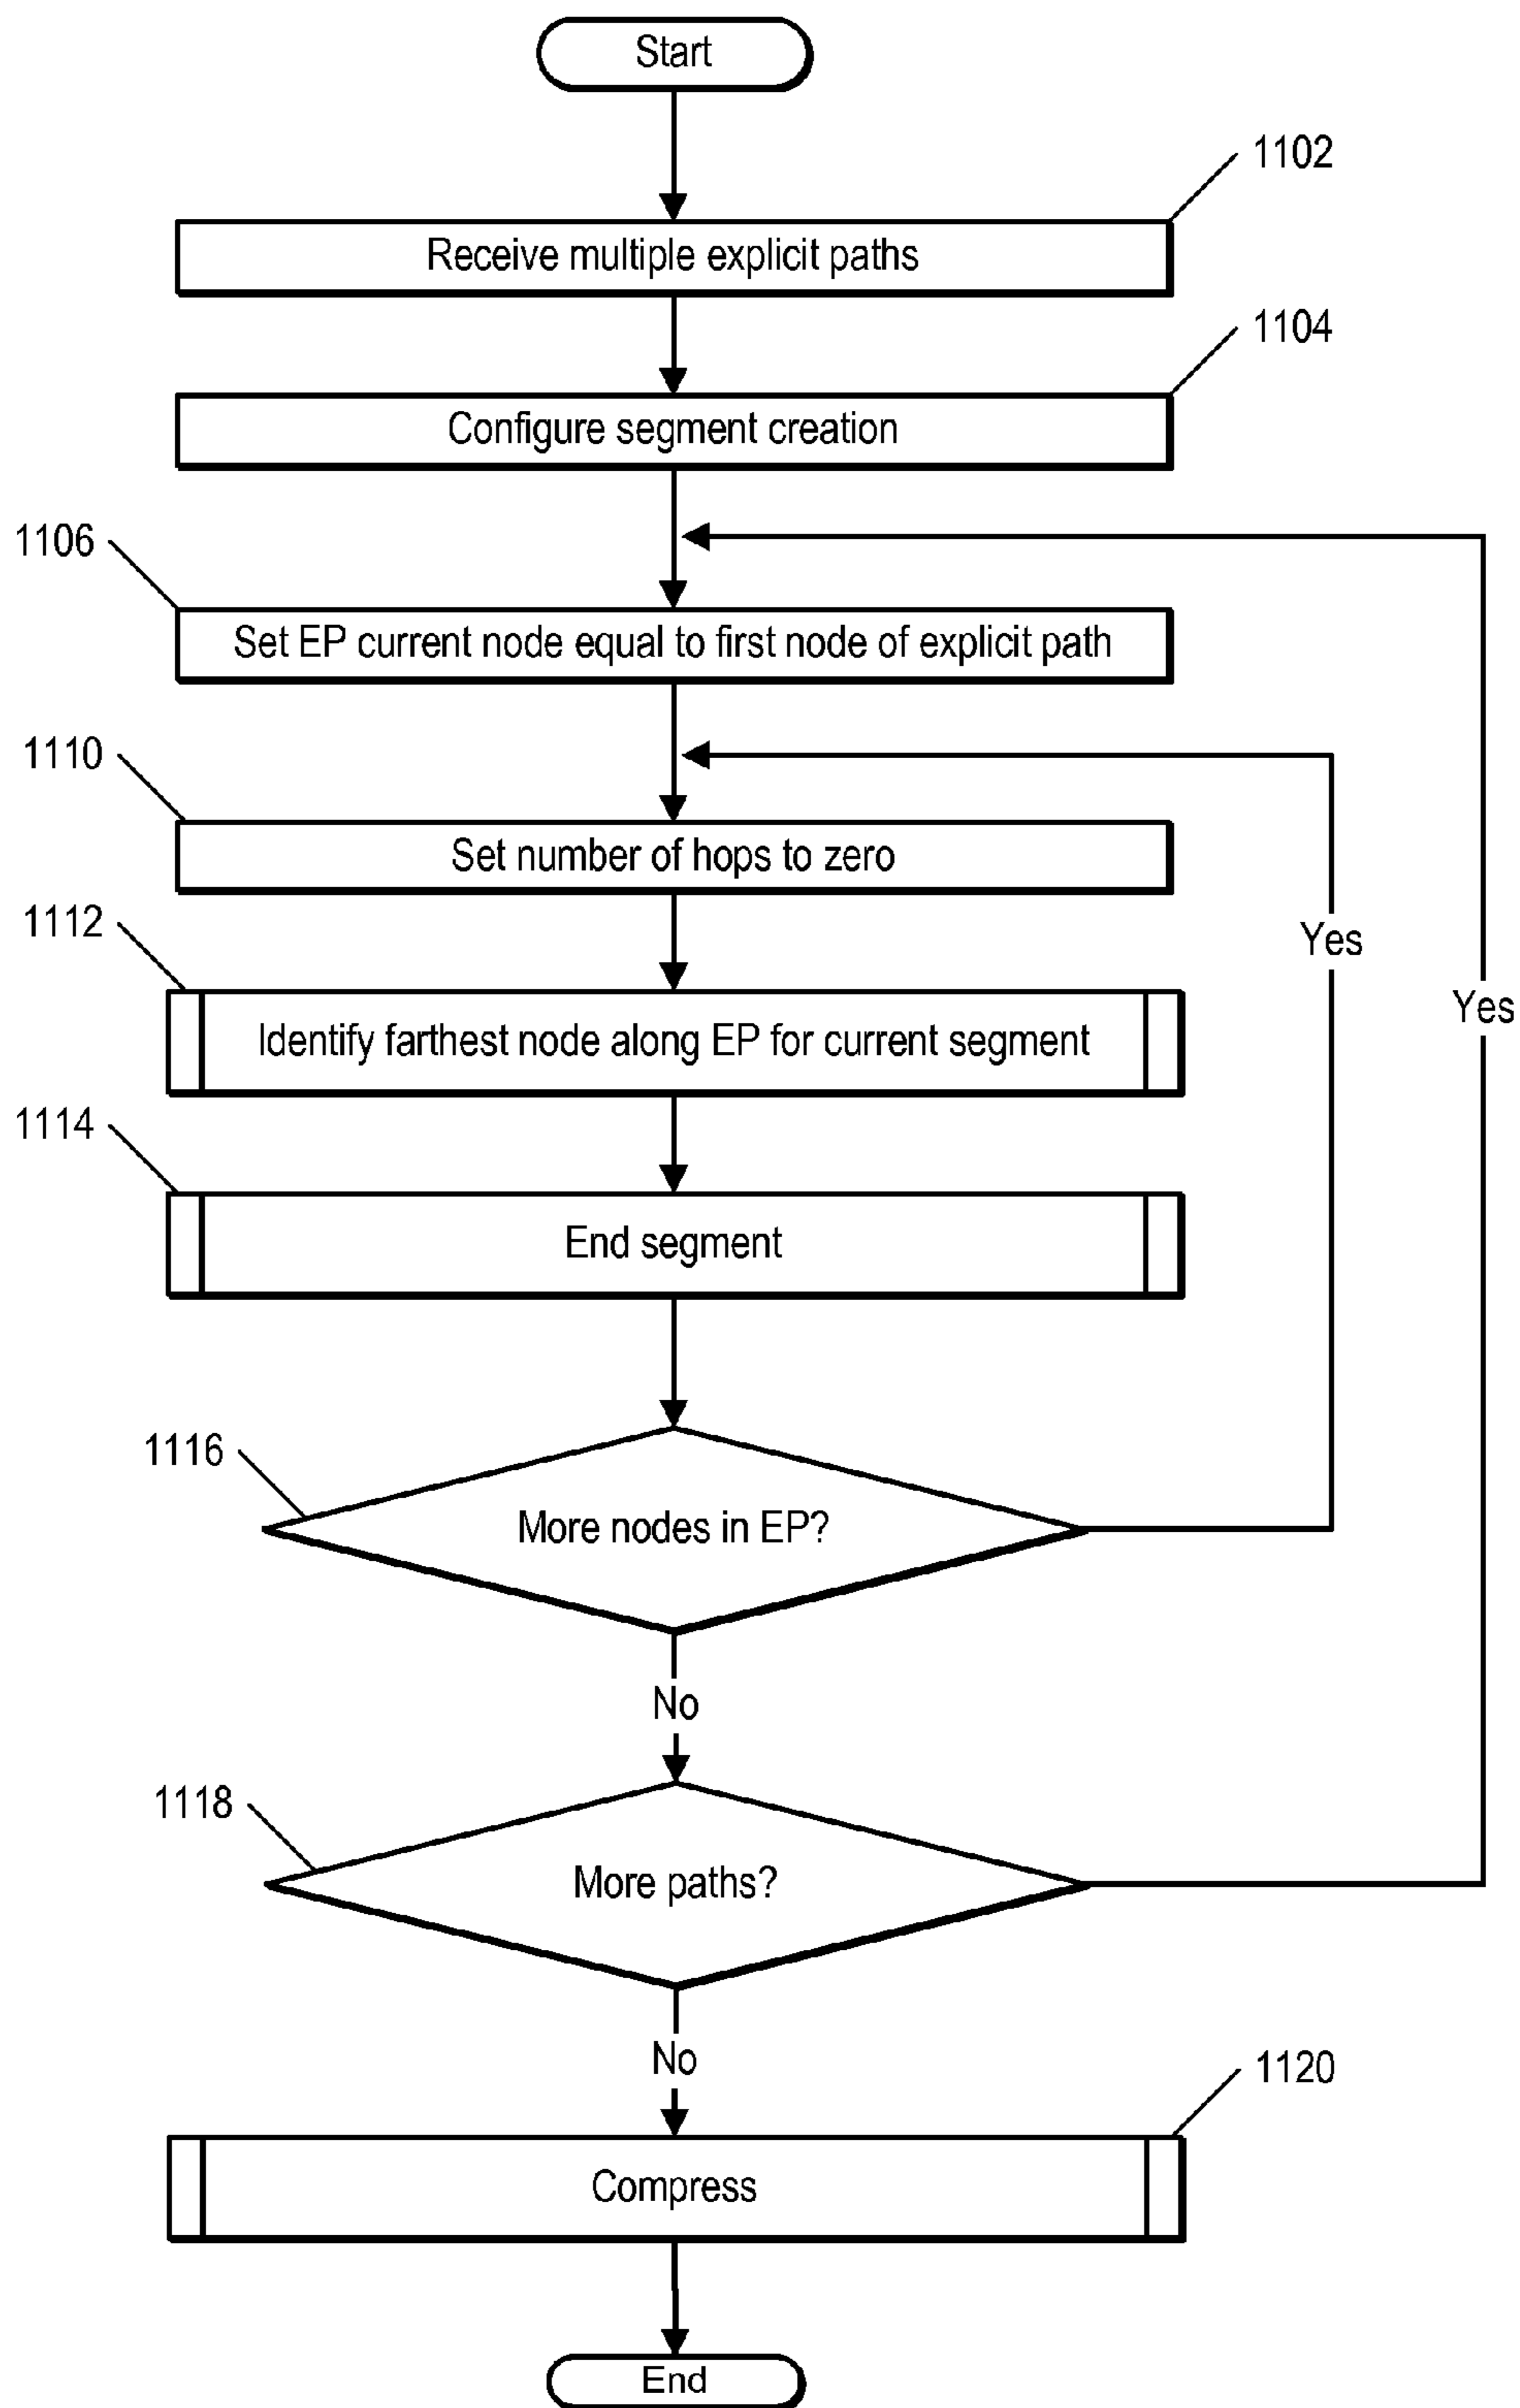 Start
1102
Receive multiple explicit paths
1104
Configure segment creation
1106
Set EP current node equal to first node of explicit path
1110
Set number of hops to zero
1112
Yes
Yes
Identify farthest node along EP for current segment
1114
End segment
1116
More nodes in EP?
No
1118
More paths?
No
1120
Compress
End